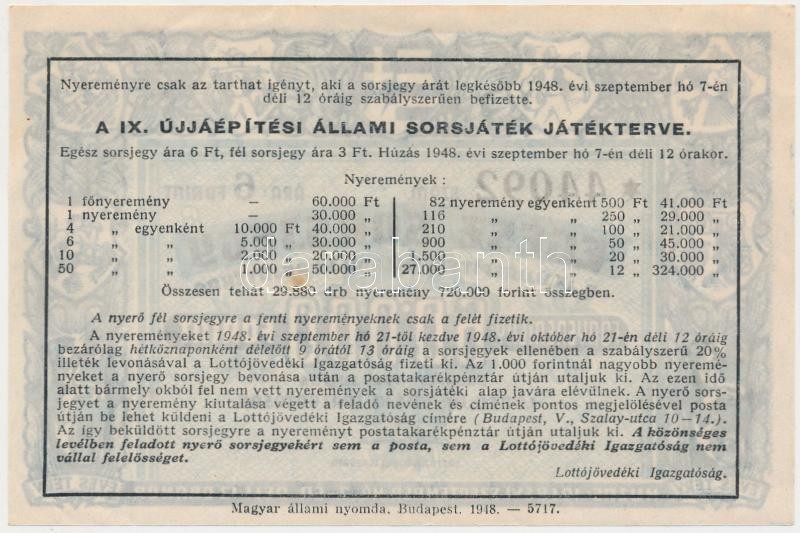 Nyereményre csak az tarthat igényt, aki a sorsjegy árát legkésőbb 1948. évi szeptember hó 7-én
déli 12 óráig szabályszerűen befizette.
A IX. ÚJJÁÉPÍTÉSI ÁLLAMI SORSJÁTÉK JÁTÉKTERVE.
Egész sorsjegy ára 6 Ft, fél sorsjegy ára 3 Ft. Húzás 1948. évi szeptember hó 7-én déli 12 órakor.
Nyeremények :
1 főnyeremény — 60.000 Ft
1 nyeremény — 30.000 „
4 „ egyenként 10.000 Ft 40.000 „
6 „ „ 5.000 „ 30.000 „
10 „ „ 2.000 „ 20.000 „
50 „ „ 1.000 „ 50.000 „
82 nyeremény egyenként 500 Ft 41.000 Ft
116 „ „ 250 „ 29.000 „
210 „ „ 100 „ 21.000 „
900 „ „ 50 „ 45.000 „
1.500 „ „ 20 „ 30.000 „
27.000 „ „ 12 „ 324.000 „
Összesen tehát 29.880 drb nyeremény 720.000 forint összegben.
A nyerő fél sorsjegyre a fenti nyereményeknek csak a felét fizetik.
A nyereményeket 1948. évi szeptember hó 21-től kezdve 1948. évi október hó 21-én déli 12 óráig
bezárólag hétköznaponként délelőtt 9 órától 13 óráig a sorsjegyek ellenében a szabályszerű 20%
illeték levonásával a Lottójövedéki Igazgatóság fizeti ki. Az 1.000 forintnál nagyobb nyeremé-
nyeket a nyerő sorsjegy bevonása után a postatakarékpénztár útján utaljuk ki. Az ezen idő
alatt bármely okból fel nem vett nyeremények a sorsjátéki alap javára elévülnek. A nyerő sors-
jegyet a nyeremény kiutalása végett a feladó nevének és címének pontos megjelölésével posta
útján be lehet küldeni a Lottójövedéki Igazgatóság címére (Budapest, V., Szalay-utca 10—14.).
Az így beküldött sorsjegyre a nyereményt postatakarékpénztár útján utaljuk ki. A közönséges
levélben feladott nyerő sorsjegyekért sem a posta, sem a Lottójövedéki Igazgatóság nem
vállal felelősséget.
Lottójövedéki Igazgatóság.
Magyar állami nyomda, Budapest. 1948. — 5717.
darabanth